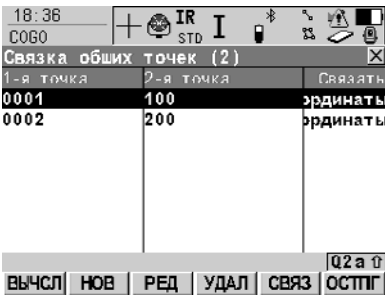 18:36 IR
COGO STD I
Связка обших точек (2)
1-я точка 2-я точка Связать
0001 100 ординаты
0002 200 ординаты
Q2a
ВЫЧСЛ НОВ РЕД УДАЛ СВЯЗ ОСТПГ